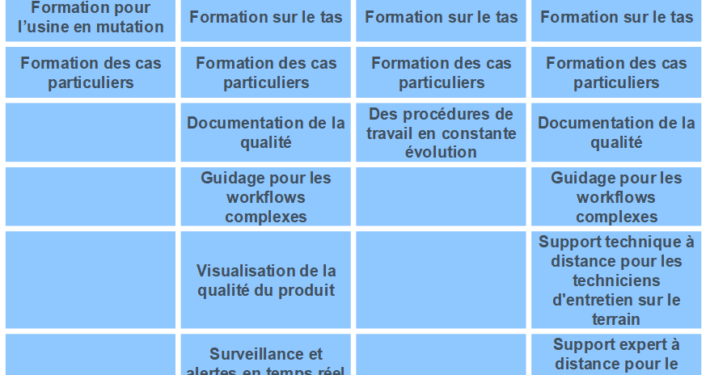 Formation pour
l’usine en mutation
Formation sur le tas
Formation sur le tas
Formation sur le tas
Formation des cas
particuliers
Formation des cas
particuliers
Formation des cas
particuliers
Formation des cas
particuliers
Documentation de la
qualité
Des procédures de
travail en constante
évolution
Documentation de la
qualité
Guidage pour les
workflows
complexes
Guidage pour les
workflows
complexes
Visualisation de la
qualité du produit
Support technique à
distance pour les
techniciens
d'entretien sur le
terrain
Surveillance et
alertes en temps réel
Support expert à
distance pour le